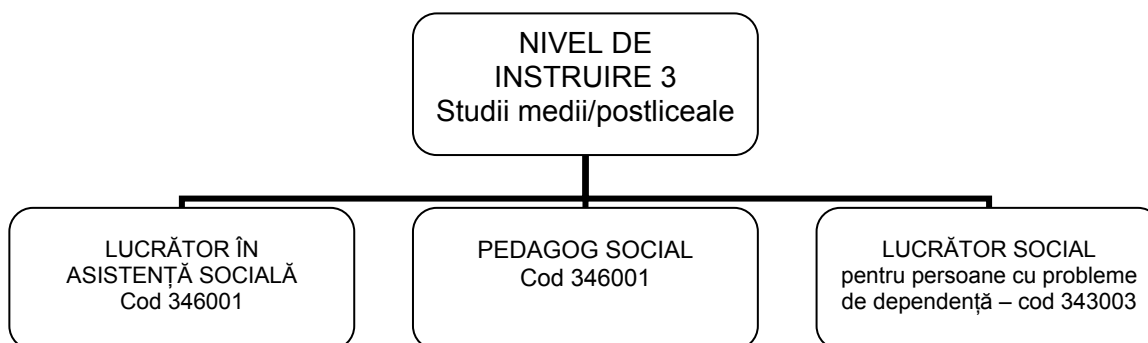 NIVEL DE
INSTRUIRE 3
Studii medii/postliceale
LUCRĂTOR ÎN
ASISTENȚĂ SOCIALĂ
Cod 346001
PEDAGOG SOCIAL
Cod 346001
LUCRĂTOR SOCIAL
pentru persoane cu probleme
de dependență – cod 343003